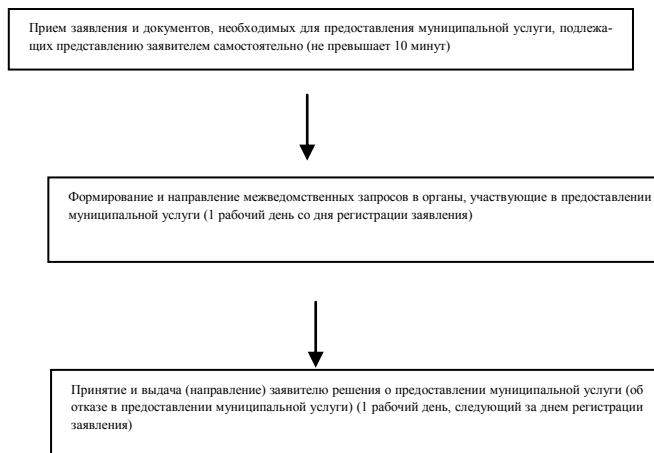 Прием заявления и документов, необходимых для предоставления муниципальной услуги, подлежа-
щих представлению заявителем самостоятельно (не превышает 10 минут)
Формирование и направление межведомственных запросов в органы, участвующие в предоставлении
муниципальной услуги (1 рабочий день со дня регистрации заявления)
Принятие и выдача (направление) заявителю решения о предоставлении муниципальной услуги (об
отказе в предоставлении муниципальной услуги) (1 рабочий день, следующий за днем регистрации
заявления)